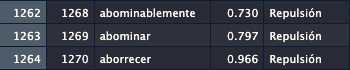 1262 1268 abominablemente 0.730 Repulsión
1263 1269 abominar 0.797 Repulsión
1264 1270 aborrecer 0.966 Repulsión